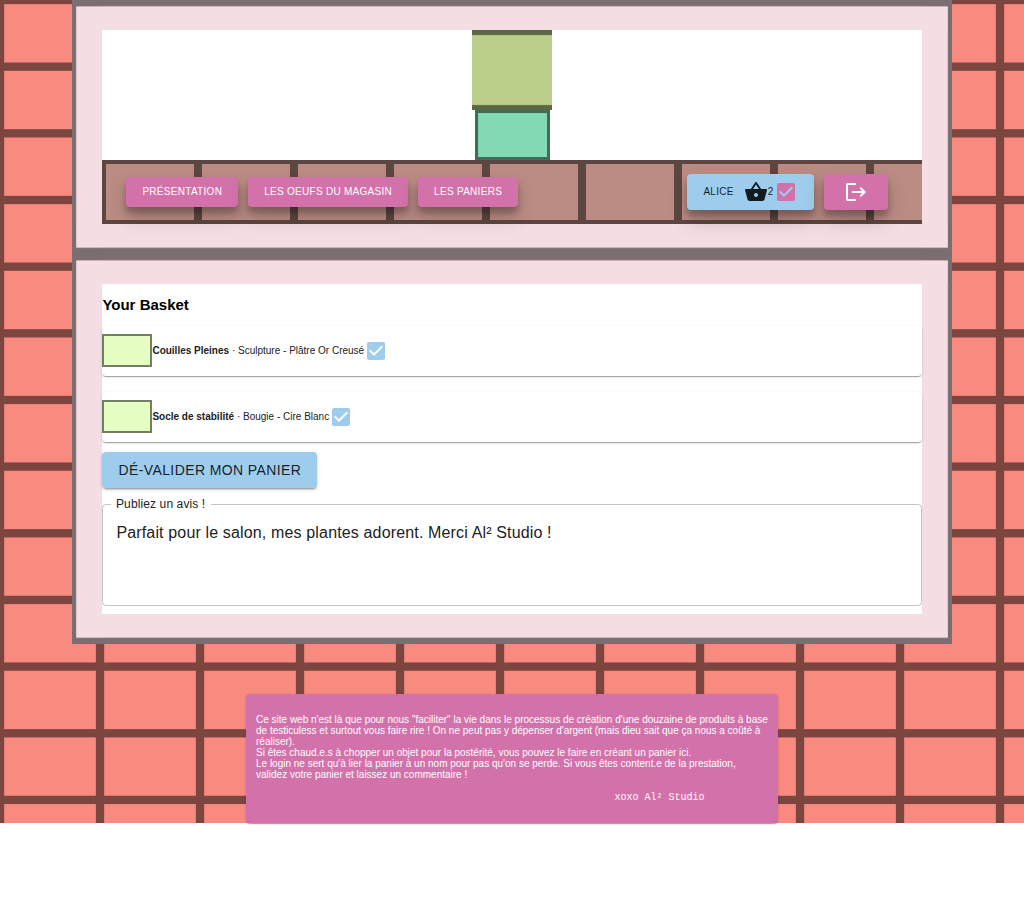 PRÉSENTATION LES OEUFS DU MAGASIN LES PANIERS ALICE 2
Your Basket
Couilles Pleines · Sculpture - Plâtre Or Creusé
Socle de stabilité · Bougie - Cire Blanc
DÉ-VALIDER MON PANIER
Publiez un avis !
Parfait pour le salon, mes plantes adorent. Merci Al² Studio !
Ce site web n'est là que pour nous "faciliter" la vie dans le processus de création d'une douzaine de produits à base
de testiculess et surtout vous faire rire ! On ne peut pas y dépenser d'argent (mais dieu sait que ça nous a coûté à
réaliser).
Si êtes chaud.e.s à chopper un objet pour la postérité, vous pouvez le faire en créant un panier ici.
Le login ne sert qu'à lier la panier à un nom pour pas qu'on se perde. Si vous êtes content.e de la prestation,
validez votre panier et laissez un commentaire !
xoxo Al² Studio